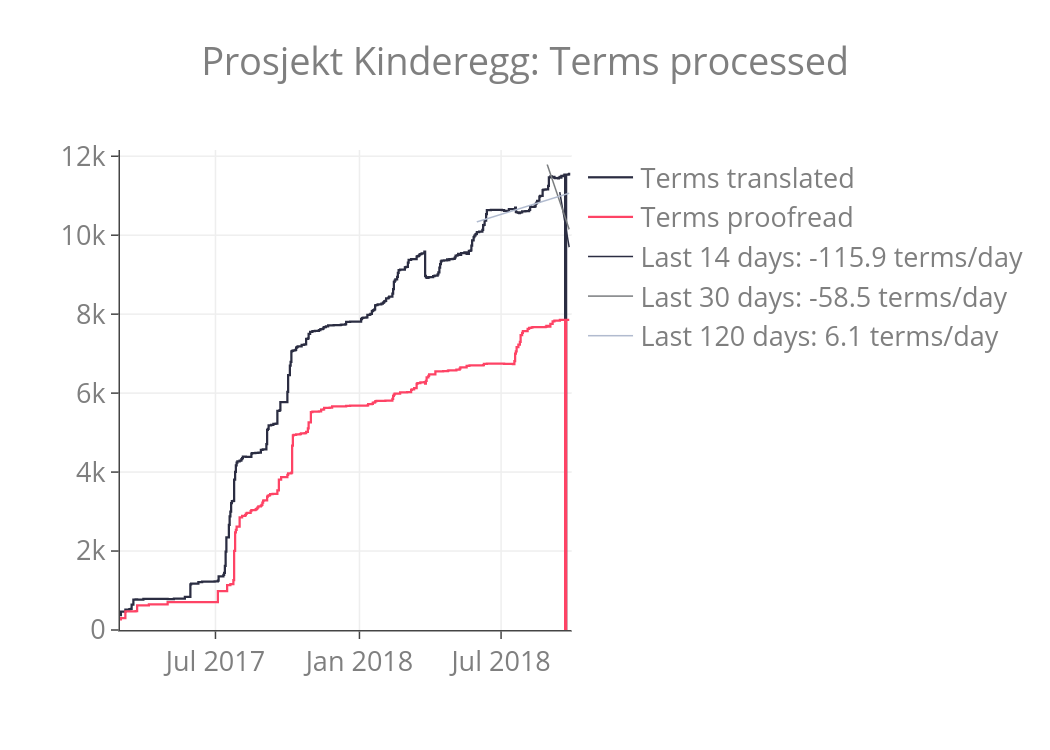 Prosjekt Kinderegg: Terms processed
12k
10k
8k
6k
4k
2k
0
Jul 2017
Jan 2018
Jul 2018
Terms translated
Terms proofread
Last 14 days: -115.9 terms/day
Last 30 days: -58.5 terms/day
Last 120 days: 6.1 terms/day